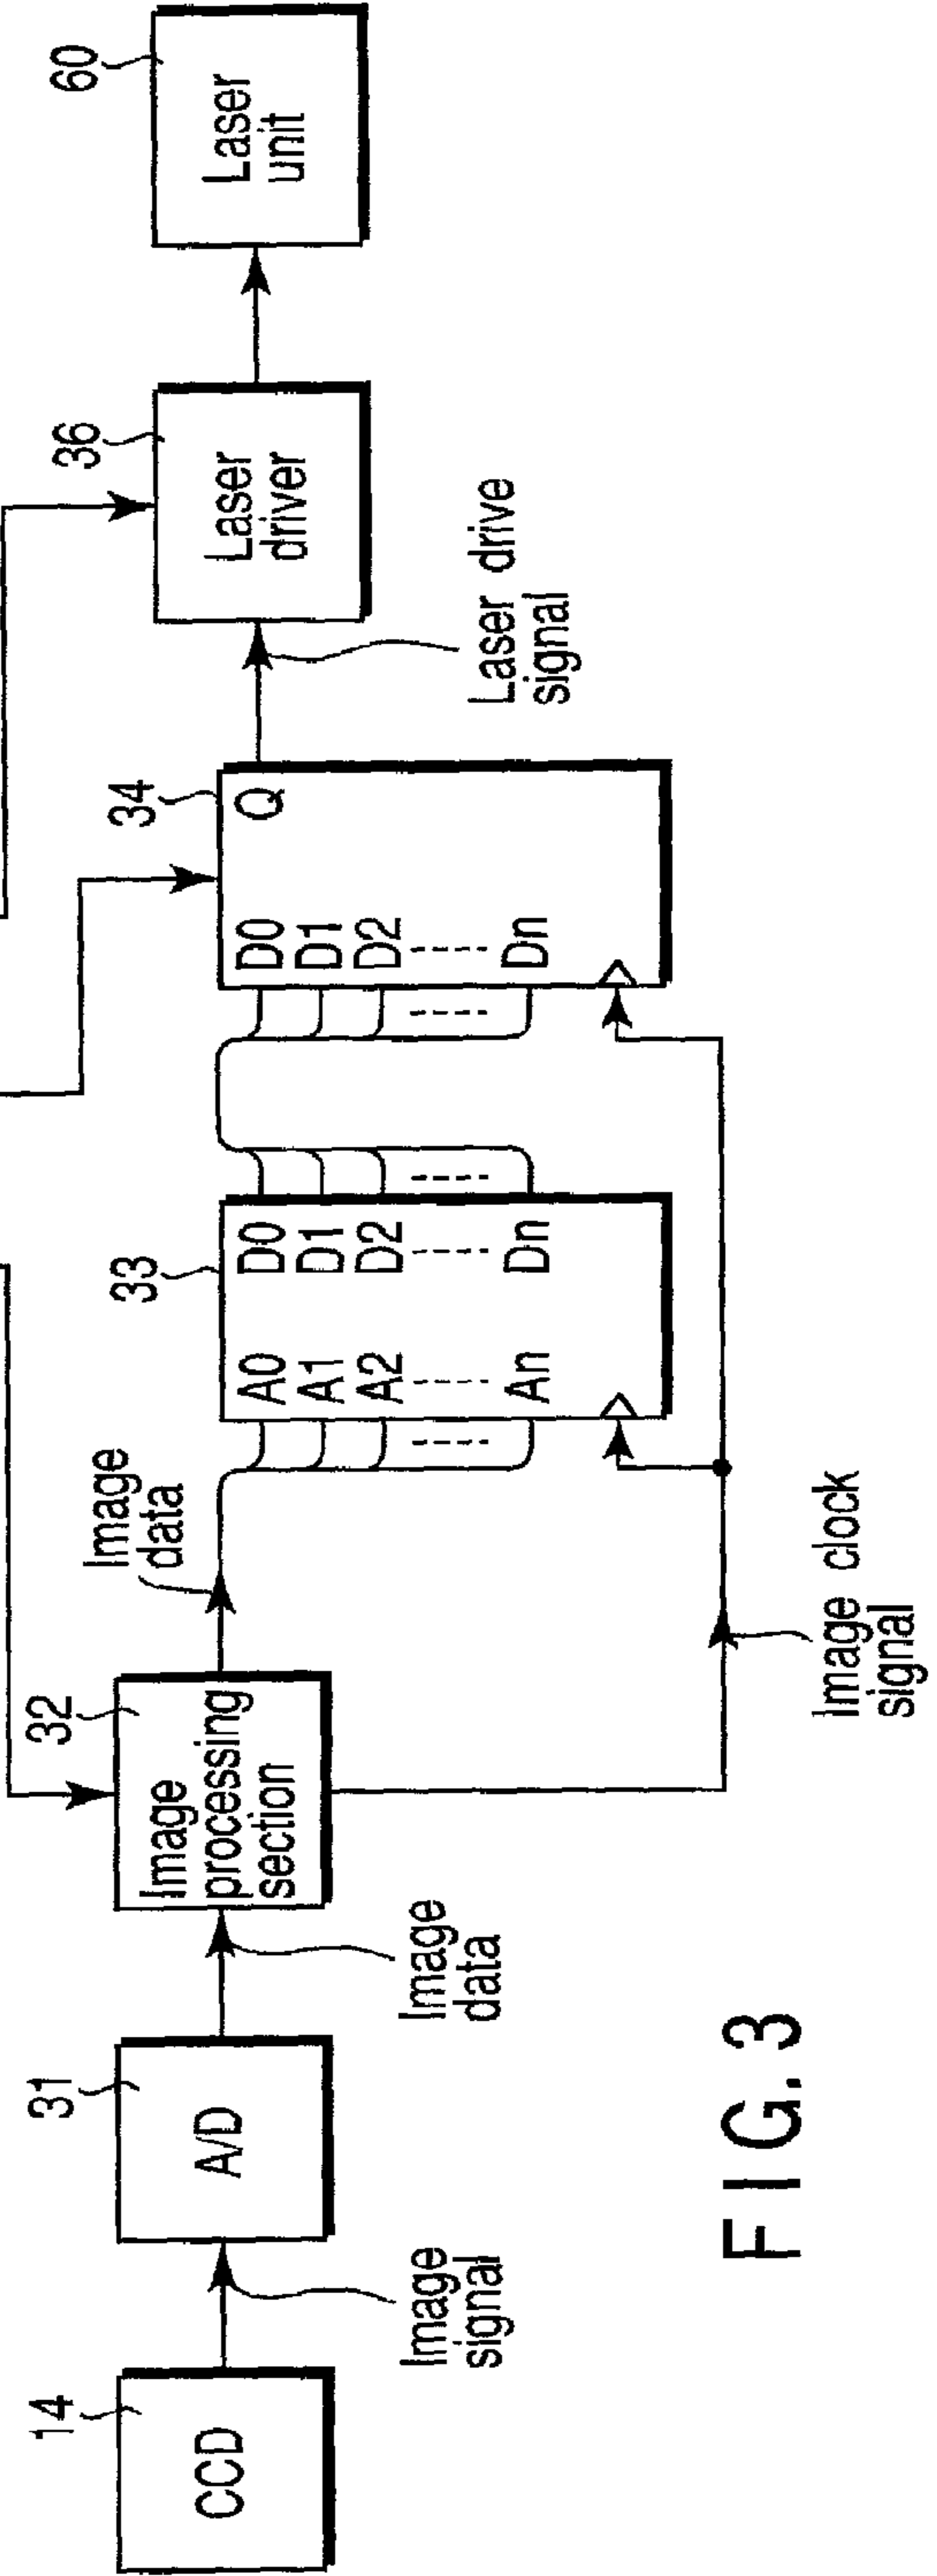 14
CCD
Image
signal
31
A/D
Image
data
32
Image
processing
section
Image
data
Image clock
signal
33
A0 D0
A1 D1
A2 D2
An Dn
34
D0 Q
D1
D2
Dn
Laser drive
signal
36
Laser
driver
60
Laser
unit
FIG. 3